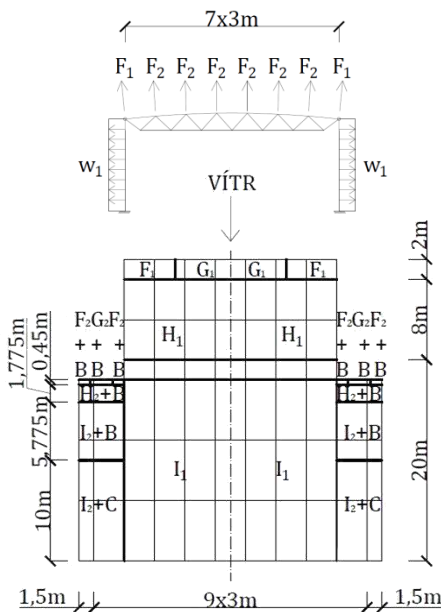 7x3m
F₁ F₂ F₂ F₂ F₂ F₂ F₂ F₁
w₁ w₁
VÍTR
F₁ G₁ G₁ F₁
2m
H₁ H₁
8m
F₂G₂F₂ F₂G₂F₂
+ + + +
B B B B B B
H₂+B H₂+B
I₂+B I₂+B
I₁ I₁
I₂+C I₂+C
1,775m
0,45m
5,775m
10m
20m
1,5m 9x3m 1,5m